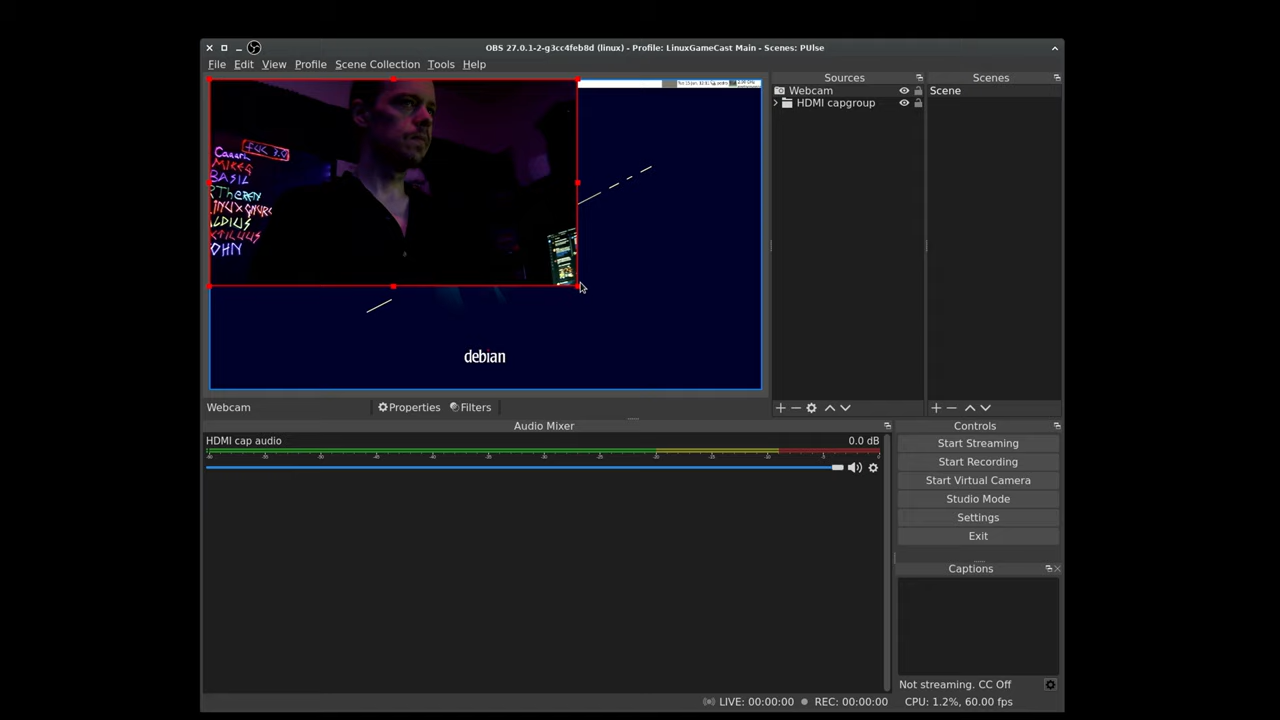 OBS 27.0.1-2-g3cc4feb8d (linux) - Profile: LinuxGameCast Main - Scenes: PUlse
File Edit View Profile Scene Collection Tools Help
Sources
Scenes
Webcam
HDMI capgroup
Scene
MIKEG
BASIL
debian
Webcam
Properties
Filters
Audio Mixer
HDMI cap audio
0.0 dB
Controls
Start Streaming
Start Recording
Start Virtual Camera
Studio Mode
Settings
Exit
Captions
Not streaming. CC Off
LIVE: 00:00:00
REC: 00:00:00
CPU: 1.2%, 60.00 fps